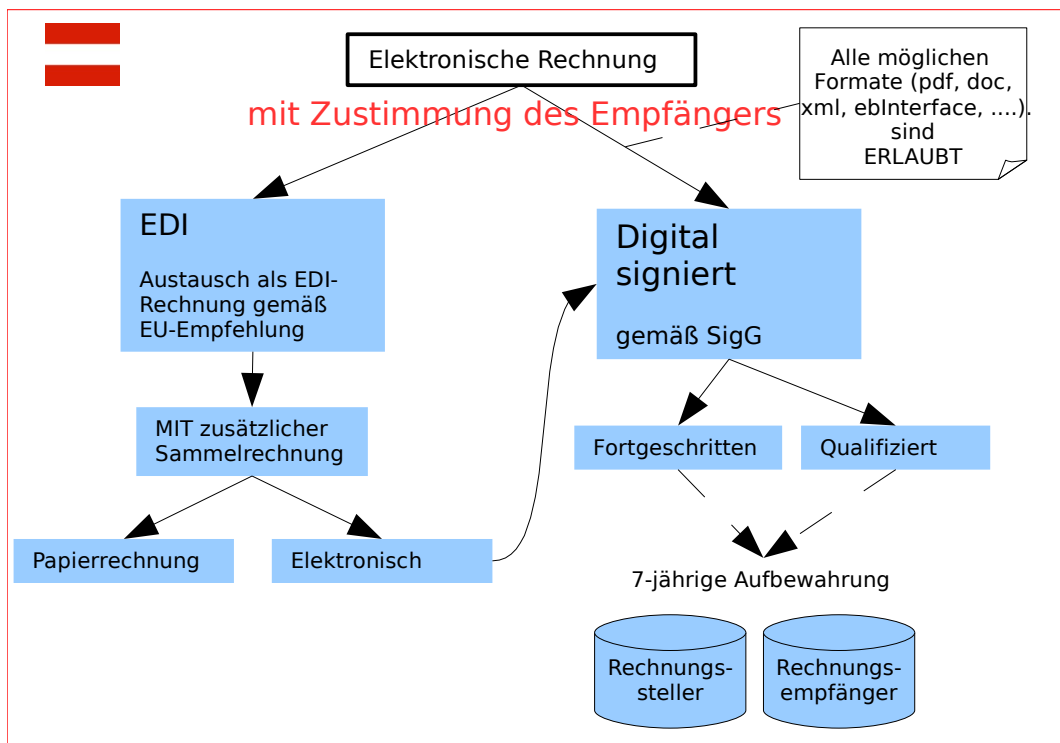 Elektronische Rechnung
mit Zustimmung des Empfängers
Alle möglichen
Formate (pdf, doc,
xml, ebInterface, ....).
sind
ERLAUBT
EDI
Austausch als EDI-
Rechnung gemäß
EU-Empfehlung
Digital
signiert
gemäß SigG
MIT zusätzlicher
Sammelrechnung
Fortgeschritten
Qualifiziert
Papierrechnung
Elektronisch
7-jährige Aufbewahrung
Rechnungs-
steller
Rechnungs-
empfänger